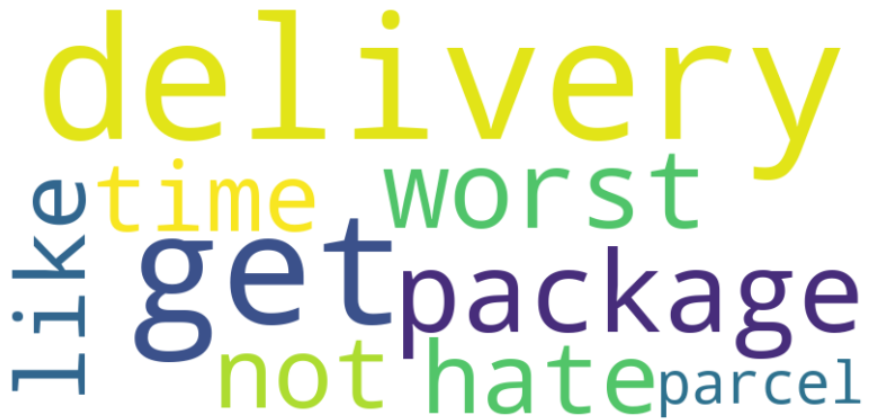 delivery
like
time
worst
get
package
not
hate
parcel